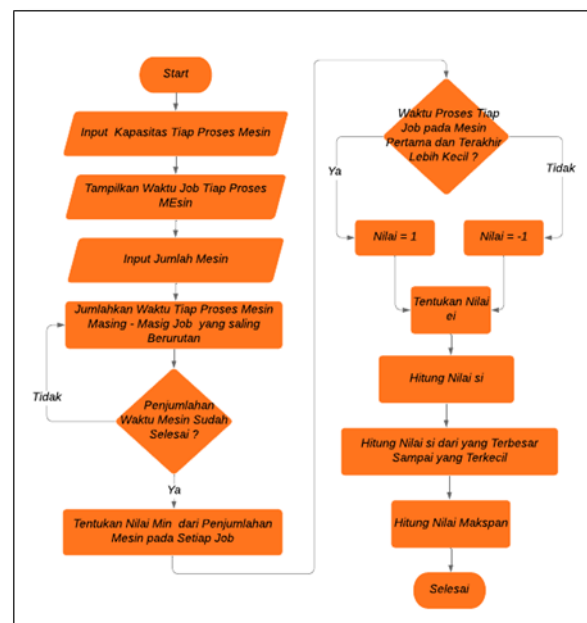 Start
Input Kapasitas Tiap Proses Mesin
Tampilkan Waktu Job Tiap Proses
MEsin
Input Jumlah Mesin
Jumlahkan Waktu Tiap Proses Mesin
Masing - Masig Job yang saling
Berurutan
Tidak
Penjumlahan
Waktu Mesin Sudah
Selesai ?
Ya
Tentukan Nilai Min dari Penjumlahan
Mesin pada Setiap Job
Waktu Proses Tiap
Job pada Mesin
Pertama dan Terakhir
Lebih Kecil ?
Ya
Tidak
Nilai = 1
Nilai = -1
Tentukan Nilai
ei
Hitung Nilai si
Hitung Nilai si dari yang Terbesar
Sampai yang Terkecil
Hitung Nilai Makspan
Selesai